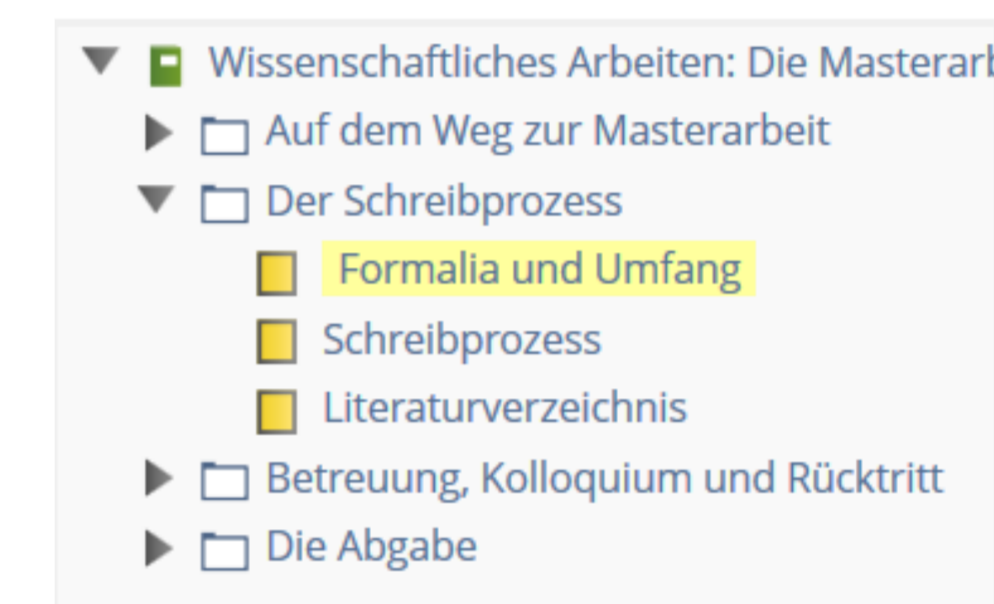 Wissenschaftliches Arbeiten: Die Masterarb
Auf dem Weg zur Masterarbeit
Der Schreibprozess
Formalia und Umfang
Schreibprozess
Literaturverzeichnis
Betreuung, Kolloquium und Rücktritt
Die Abgabe